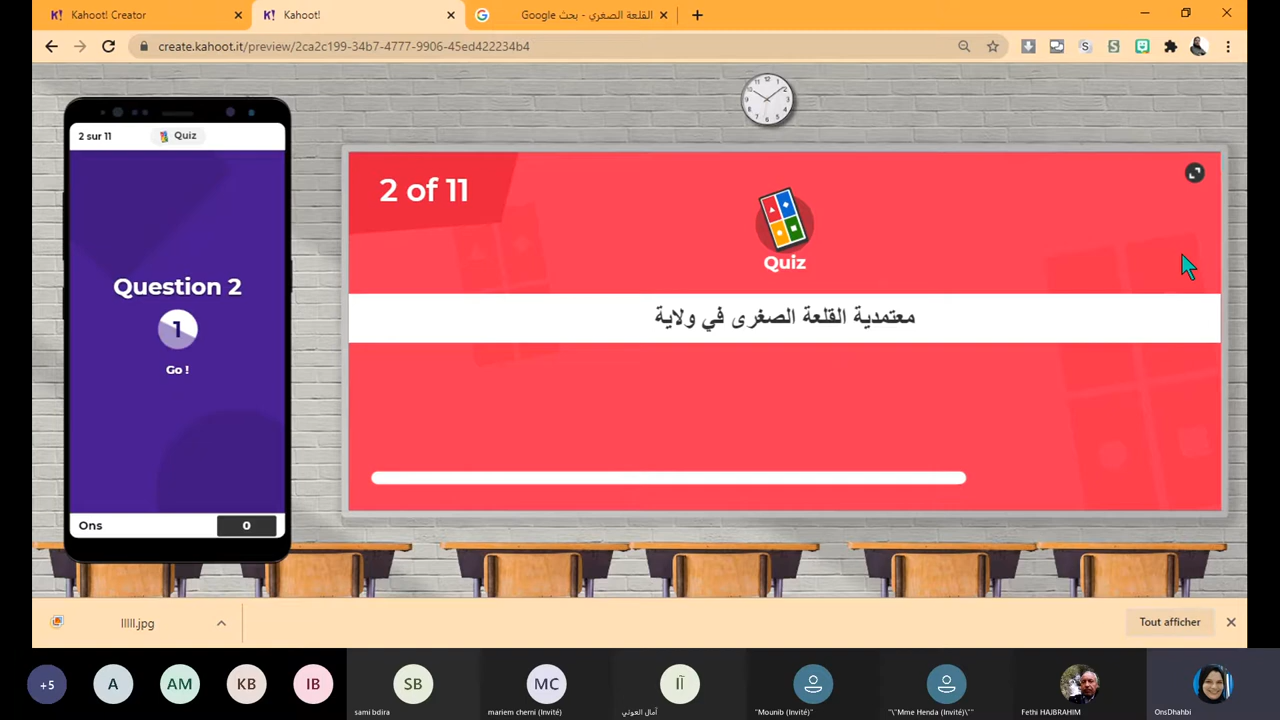 Kahoot! Creator
Kahoot!
القلعة الصغري - بحث Google
create.kahoot.it/preview/2ca2c199-34b7-4777-9906-45ed422234b4
2 sur 11
Quiz
Question 2
1
Go !
Ons
0
2 of 11
Quiz
معتمدية القلعة الصغرى في ولاية
lllll.jpg
Tout afficher
+5
A
AM
KB
IB
SB
MC
آا
sami bdira
mariem cherni (Invité)
آمال العوني
"Mounib (Invité)"
"\"Mme Henda (Invité)\""
Fethi HAJBRAHIM
OnsDhahbi